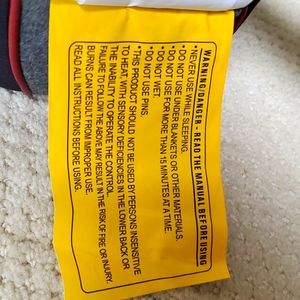 WARNING/DANGER - READ THE MANUAL BEFORE USING
•NEVER USE WHILE SLEEPING.
•DO NOT USE UNDER BLANKETS OR OTHER MATERIALS.
•DO NOT USE FOR MORE THAN 15 MINUTES AT A TIME.
•DO NOT WET.
•DO NOT USE PINS.
•THIS PRODUCT SHOULD NOT BE USED BY PERSONS INSENSITIVE
TO HEAT, WITH SENSORY DEFICIENCIES IN THE LOWER BACK OR
THE INABILITY TO OPERATE THE CONTROL.
FAILURE TO FOLLOW THE ABOVE MAY RESULT IN THE RISK OF FIRE OR INJURY.
BURNS CAN RESULT FROM IMPROPER USE.
READ ALL INSTRUCTIONS BEFORE USING.